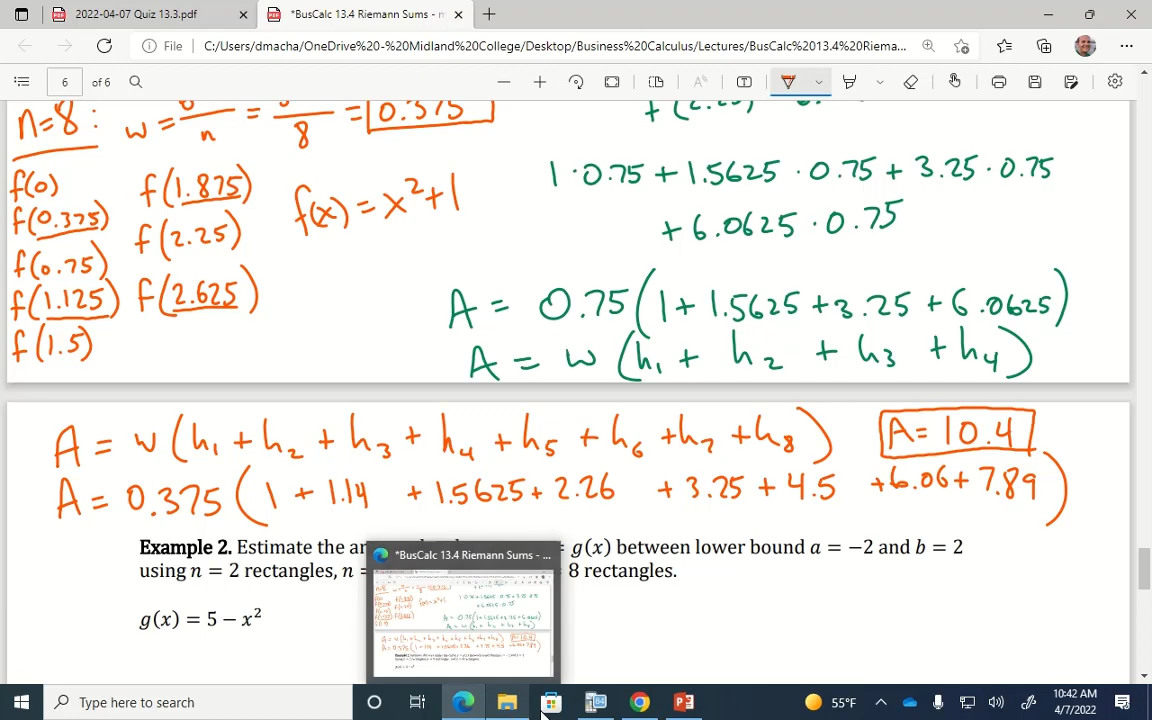 2022-04-07 Quiz 13.3.pdf
*BusCalc 13.4 Riemann Sums - m
File
C:/Users/dmacha/OneDrive%20-%20Midland%20College/Desktop/Business%20Calculus/Lectures/BusCalc%2013.4%20Riema...
6 of 6
n=8: w = — = — = 0.375
n 8
f(0)
f(0.375)
f(0.75)
f(1.125)
f(1.5)
f(1.875)
f(2.25)
f(2.625)
f(x) = x²+1
1·0.75 + 1.5625 · 0.75 + 3.25 · 0.75
+ 6.0625 · 0.75
A = 0.75(1 + 1.5625 + 3.25 + 6.0625)
A = w (h₁ + h₂ + h₃ + h₄)
A = w(h₁ + h₂ + h₃ + h₄ + h₅ + h₆ + h₇ + h₈)
A = 10.4
A = 0.375(1 + 1.14 + 1.5625 + 2.26 + 3.25 + 4.5 + 6.06 + 7.89)
Example 2. Estimate the = g(x) between lower bound a = −2 and b = 2
using n = 2 rectangles, n = 8 rectangles.
g(x) = 5 − x²
*BusCalc 13.4 Riemann Sums - ...
Type here to search
55°F
10:42 AM
4/7/2022